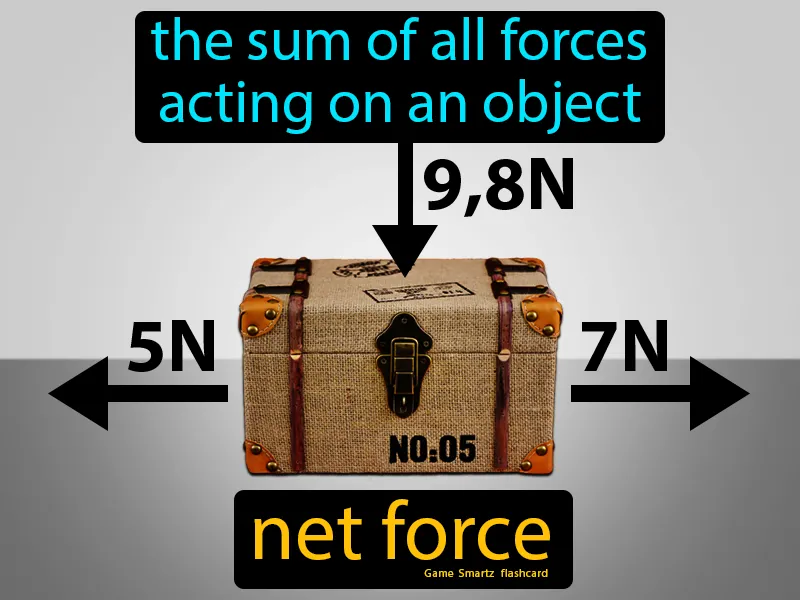 the sum of all forces
acting on an object
9,8N
5N
7N
NO:05
net force
Game Smartz flashcard